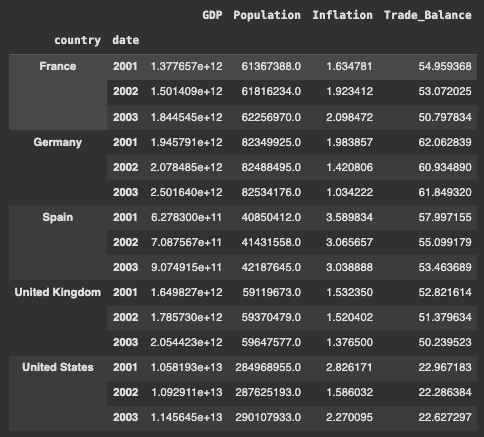 GDP Population Inflation Trade_Balance
country date
France 2001 1.377657e+12 61367388.0 1.634781 54.959368
2002 1.501409e+12 61816234.0 1.923412 53.072025
2003 1.844545e+12 62256970.0 2.098472 50.797834
Germany 2001 1.945791e+12 82349925.0 1.983857 62.062839
2002 2.078485e+12 82488495.0 1.420806 60.934890
2003 2.501640e+12 82534176.0 1.034222 61.849320
Spain 2001 6.278300e+11 40850412.0 3.589834 57.997155
2002 7.087567e+11 41431558.0 3.065657 55.099179
2003 9.074915e+11 42187645.0 3.038888 53.463689
United Kingdom 2001 1.649827e+12 59119673.0 1.532350 52.821614
2002 1.785730e+12 59370479.0 1.520402 51.379634
2003 2.054423e+12 59647577.0 1.376500 50.239523
United States 2001 1.058193e+13 284968955.0 2.826171 22.967183
2002 1.092911e+13 287625193.0 1.586032 22.286384
2003 1.145645e+13 290107933.0 2.270095 22.627297